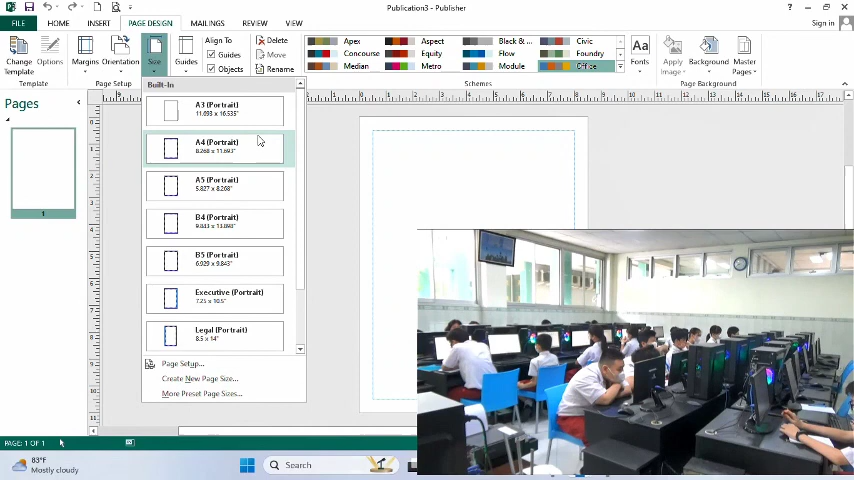 Publication3 - Publisher
FILE HOME INSERT PAGE DESIGN MAILINGS REVIEW VIEW Sign in
Change Template
Options
Margins
Orientation
Size
Guides
Align To
Guides
Objects
Delete
Move
Rename
Apex Aspect Black & ... Civic
Concourse Equity Flow Foundry
Median Metro Module Office
Fonts
Apply Image
Background
Master Pages
Template Page Setup Schemes Page Background
Pages
1
Built-In
A3 (Portrait)
11.693 x 16.535"
A4 (Portrait)
8.268 x 11.693"
A5 (Portrait)
5.827 x 8.268"
B4 (Portrait)
9.843 x 13.898"
B5 (Portrait)
6.929 x 9.843"
Executive (Portrait)
7.25 x 10.5"
Legal (Portrait)
8.5 x 14"
Page Setup...
Create New Page Size...
More Preset Page Sizes...
PAGE: 1 OF 1
83°F
Mostly cloudy
Search